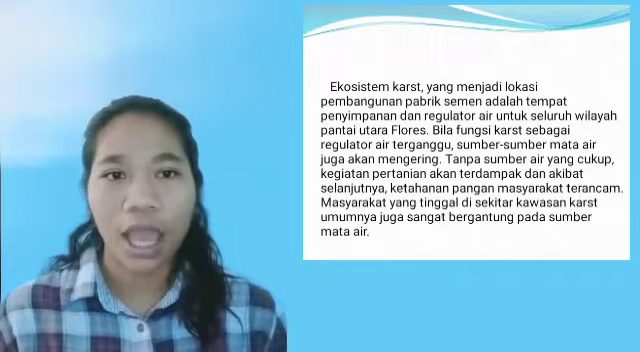 Ekosistem karst, yang menjadi lokasi
pembangunan pabrik semen adalah tempat
penyimpanan dan regulator air untuk seluruh wilayah
pantai utara Flores. Bila fungsi karst sebagai
regulator air terganggu, sumber-sumber mata air
juga akan mengering. Tanpa sumber air yang cukup,
kegiatan pertanian akan terdampak dan akibat
selanjutnya, ketahanan pangan masyarakat terancam.
Masyarakat yang tinggal di sekitar kawasan karst
umumnya juga sangat bergantung pada sumber
mata air.